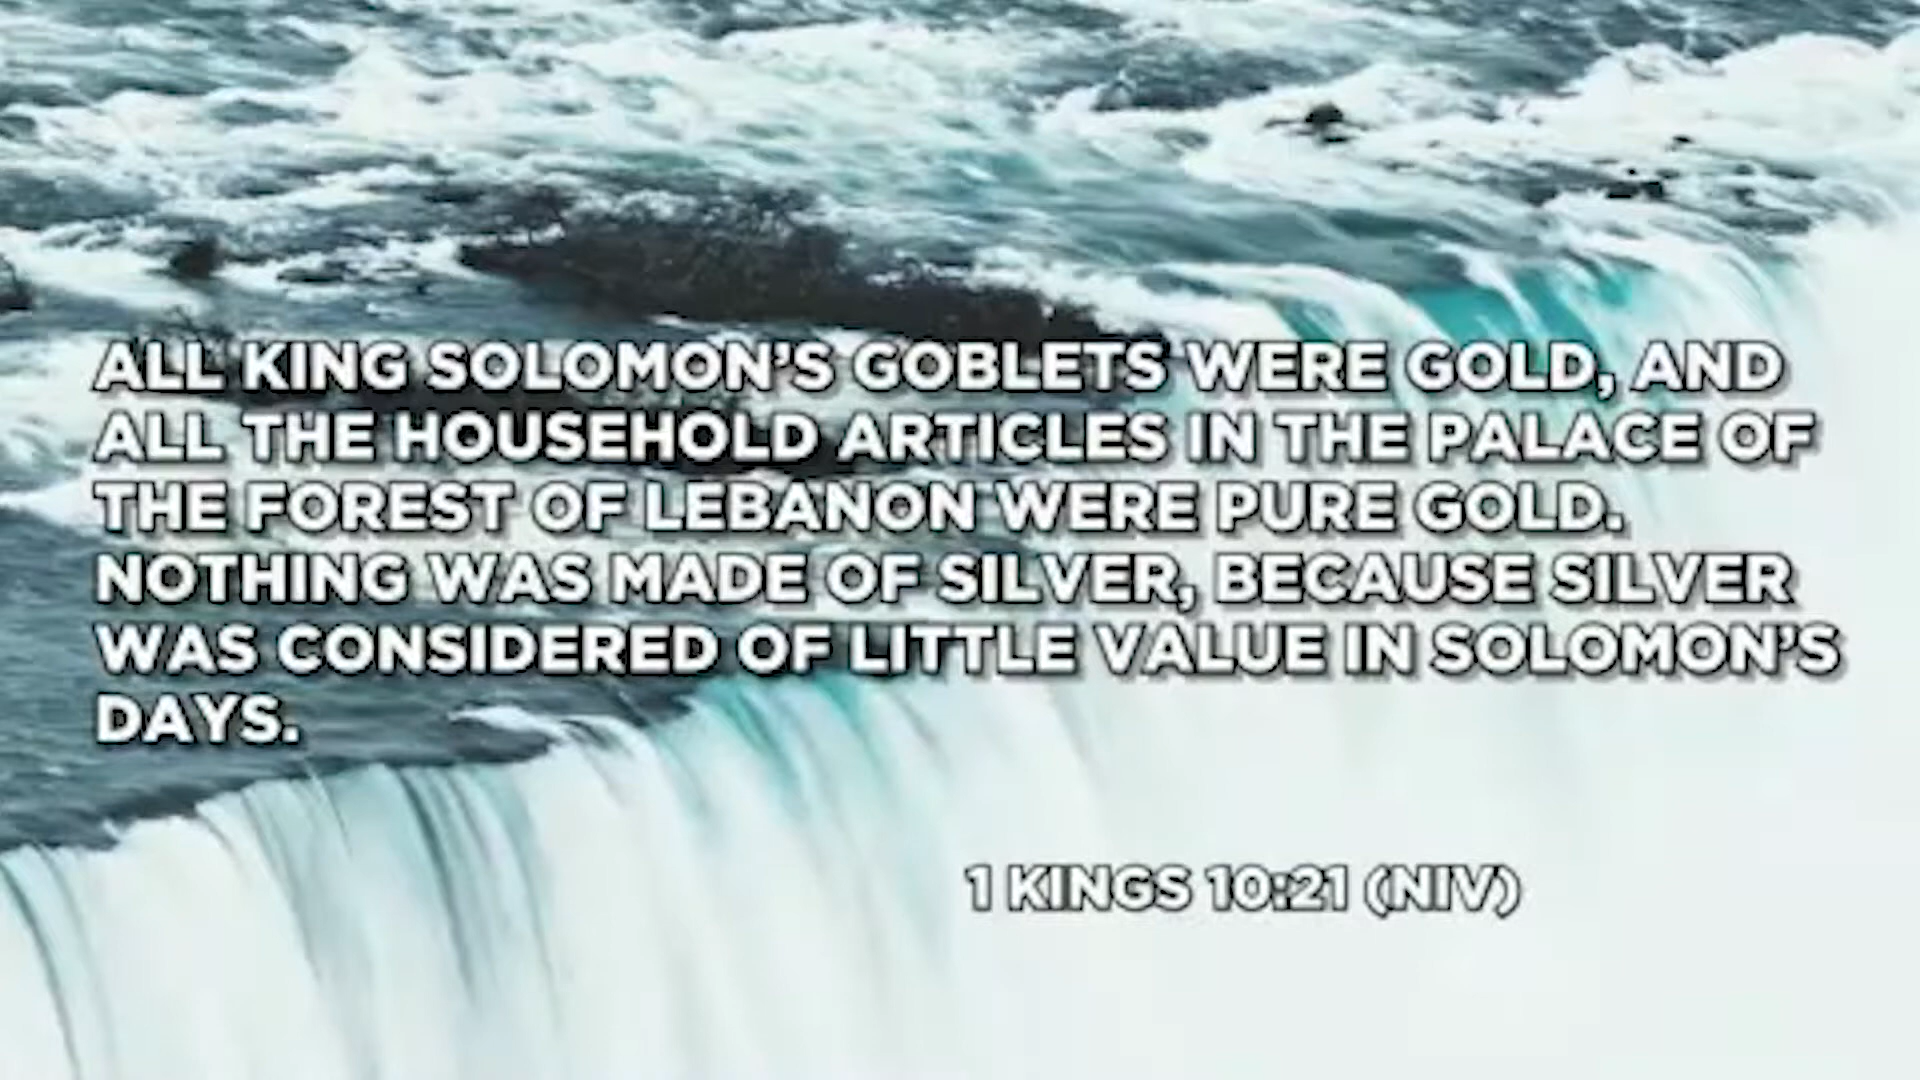 ALL KING SOLOMON'S GOBLETS WERE GOLD, AND
ALL THE HOUSEHOLD ARTICLES IN THE PALACE OF
THE FOREST OF LEBANON WERE PURE GOLD.
NOTHING WAS MADE OF SILVER, BECAUSE SILVER
WAS CONSIDERED OF LITTLE VALUE IN SOLOMON'S
DAYS.
1 KINGS 10:21 (NIV)